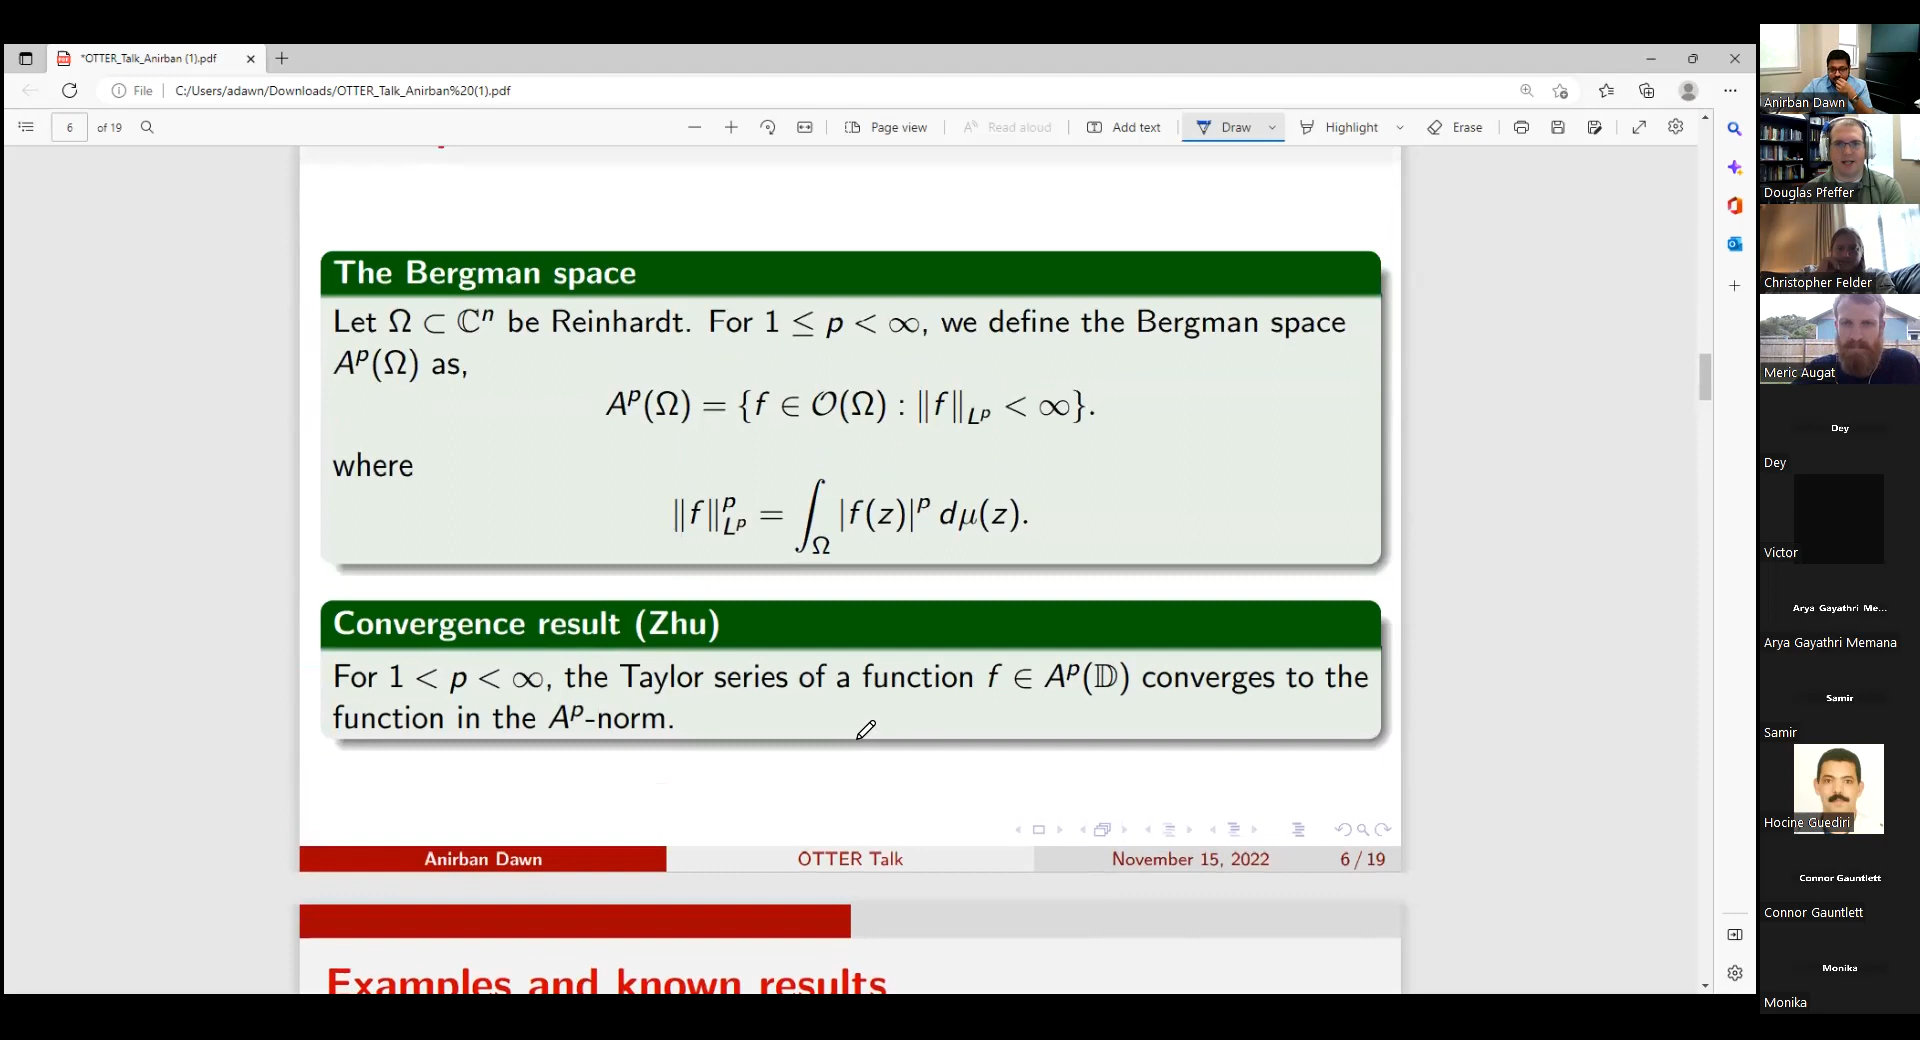 *OTTER_Talk_Anirban (1).pdf
File
C:/Users/adawn/Downloads/OTTER_Talk_Anirban%20(1).pdf
6 of 19
Page view
Read aloud
Add text
Draw
Highlight
Erase
The Bergman space
Let Ω ⊂ ℂⁿ be Reinhardt. For 1 ≤ p < ∞, we define the Bergman space
Aᵖ(Ω) as,
Aᵖ(Ω) = {f ∈ 𝒪(Ω) : ‖f‖_{Lᵖ} < ∞}.
where
‖f‖^p_{Lᵖ} = ∫_Ω |f(z)|ᵖ dμ(z).
Convergence result (Zhu)
For 1 < p < ∞, the Taylor series of a function f ∈ Aᵖ(𝔻) converges to the
function in the Aᵖ-norm.
Anirban Dawn
OTTER Talk
November 15, 2022
6 / 19
Examples and known results
Anirban Dawn
Douglas Pfeffer
Christopher Felder
Meric Augat
Dey
Dey
Victor
Arya Gayathri Me...
Arya Gayathri Memana
Samir
Samir
Hocine Guediri
Connor Gauntlett
Connor Gauntlett
Monika
Monika